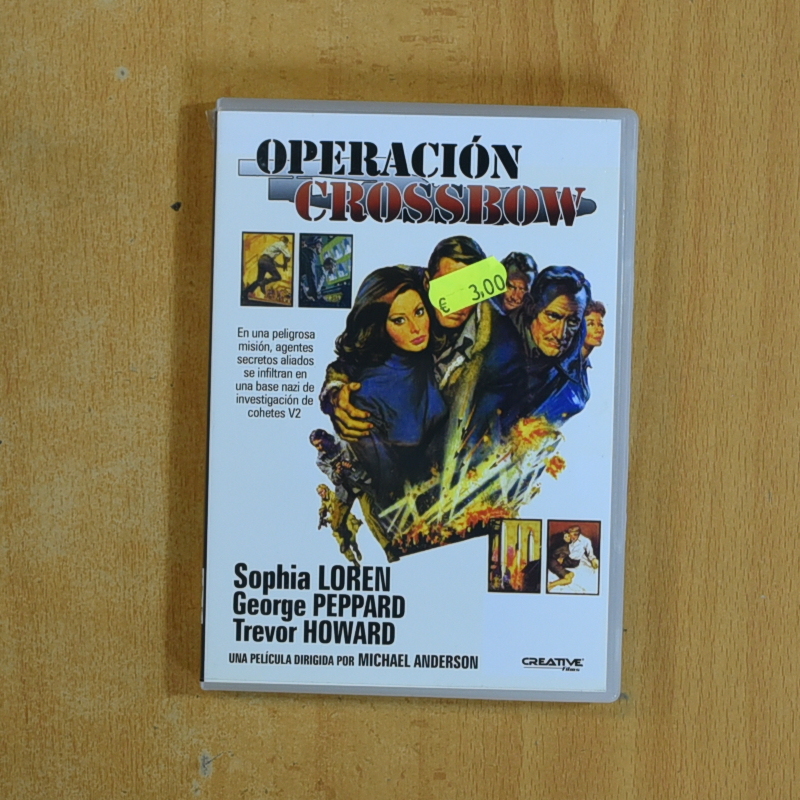 OPERACIÓN
CROSSBOW
€ 3,00
En una peligrosa
misión, agentes
secretos aliados
se infiltran en
una base nazi de
investigación de
cohetes V2
Sophia LOREN
George PEPPARD
Trevor HOWARD
UNA PELÍCULA DIRIGIDA POR MICHAEL ANDERSON
CREATIVE
Films